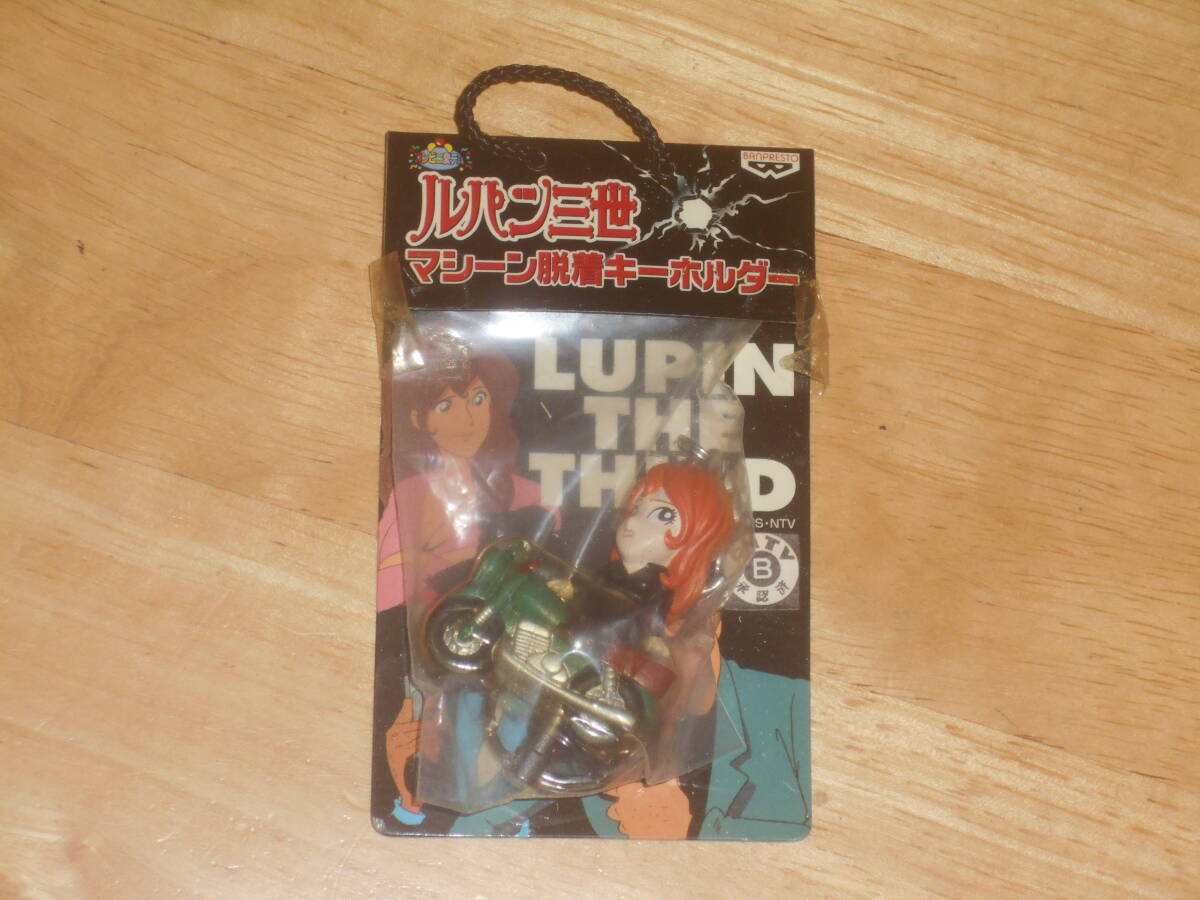 BANPRESTO
ルパン三世
マシーン脱着キーホルダー
LUPIN
THE
TH D
S・NTV
TV
B
承認済